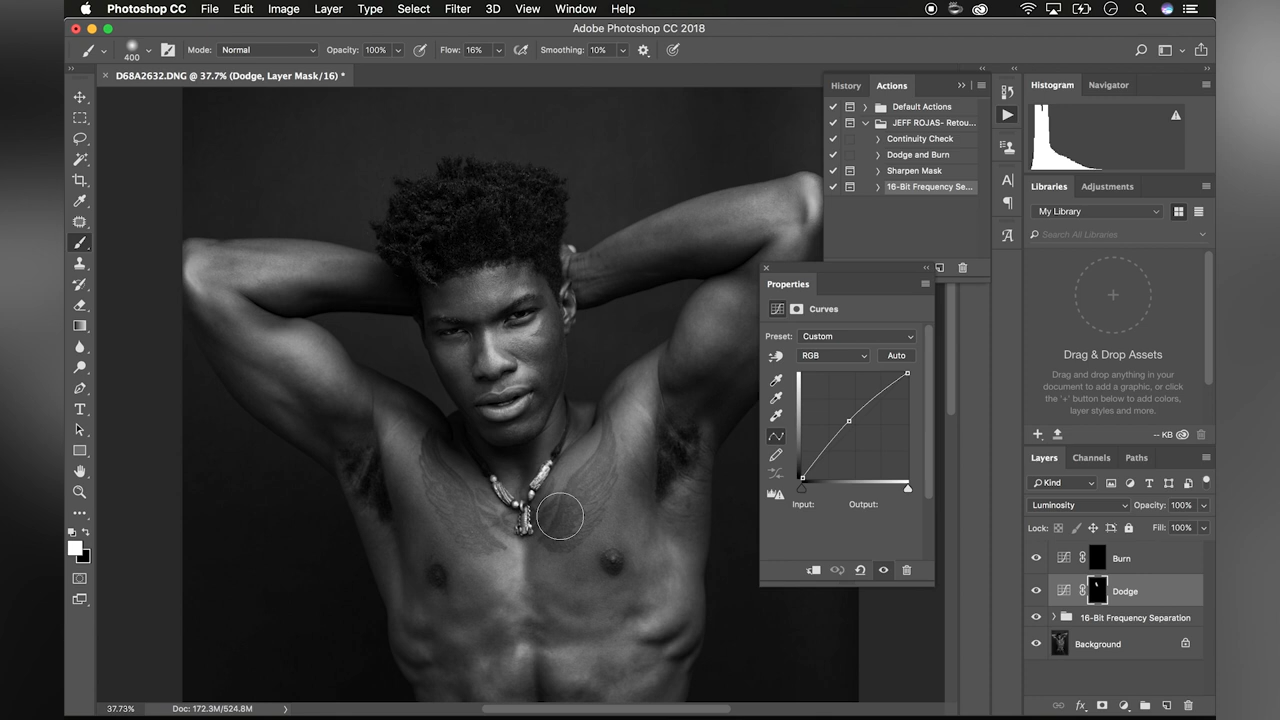 Photoshop CC File Edit Image Layer Type Select Filter 3D View Window Help
Adobe Photoshop CC 2018
400 Mode: Normal Opacity: 100% Flow: 16% Smoothing: 10%
D68A2632.DNG @ 37.7% (Dodge, Layer Mask/16) *
History Actions
Default Actions
JEFF ROJAS- Retou...
Continuity Check
Dodge and Burn
Sharpen Mask
16-Bit Frequency Se...
Properties
Curves
Preset: Custom
RGB Auto
Input: Output:
Histogram Navigator
Libraries Adjustments
My Library
Search All Libraries
Drag & Drop Assets
Drag and drop anything in your
document to add a graphic, or click
the '+' button below to add colors,
layer styles and more.
-- KB
Layers Channels Paths
Kind
Luminosity Opacity: 100%
Lock: Fill: 100%
Burn
Dodge
16-Bit Frequency Separation
Background
37.73% Doc: 172.3M/524.8M